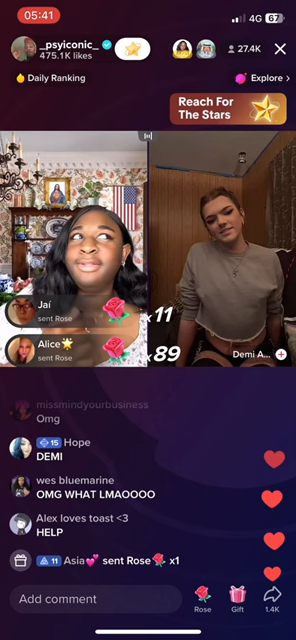 05:41
4G 67
_psyiconic_
475.1K likes
27.4K
Daily Ranking
Explore >
Reach For
The Stars
Jaí
sent Rose
x11
Alice
sent Rose
x89
Demi A...
missmindyourbusiness
Omg
15 Hope
DEMI
wes bluemarine
OMG WHAT LMAOOOO
Alex loves toast <3
HELP
11 Asia💕 sent Rose🌹 x1
Add comment
Rose
Gift
1.4K